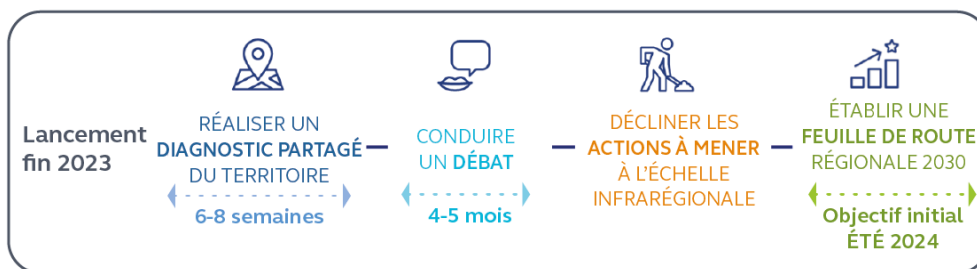 Lancement
fin 2023
RÉALISER UN
DIAGNOSTIC PARTAGÉ
DU TERRITOIRE
6-8 semaines
CONDUIRE
UN DÉBAT
4-5 mois
DÉCLINER LES
ACTIONS À MENER
À L’ÉCHELLE
INFRARÉGIONALE
ÉTABLIR UNE
FEUILLE DE ROUTE
RÉGIONALE 2030
Objectif initial
ÉTÉ 2024